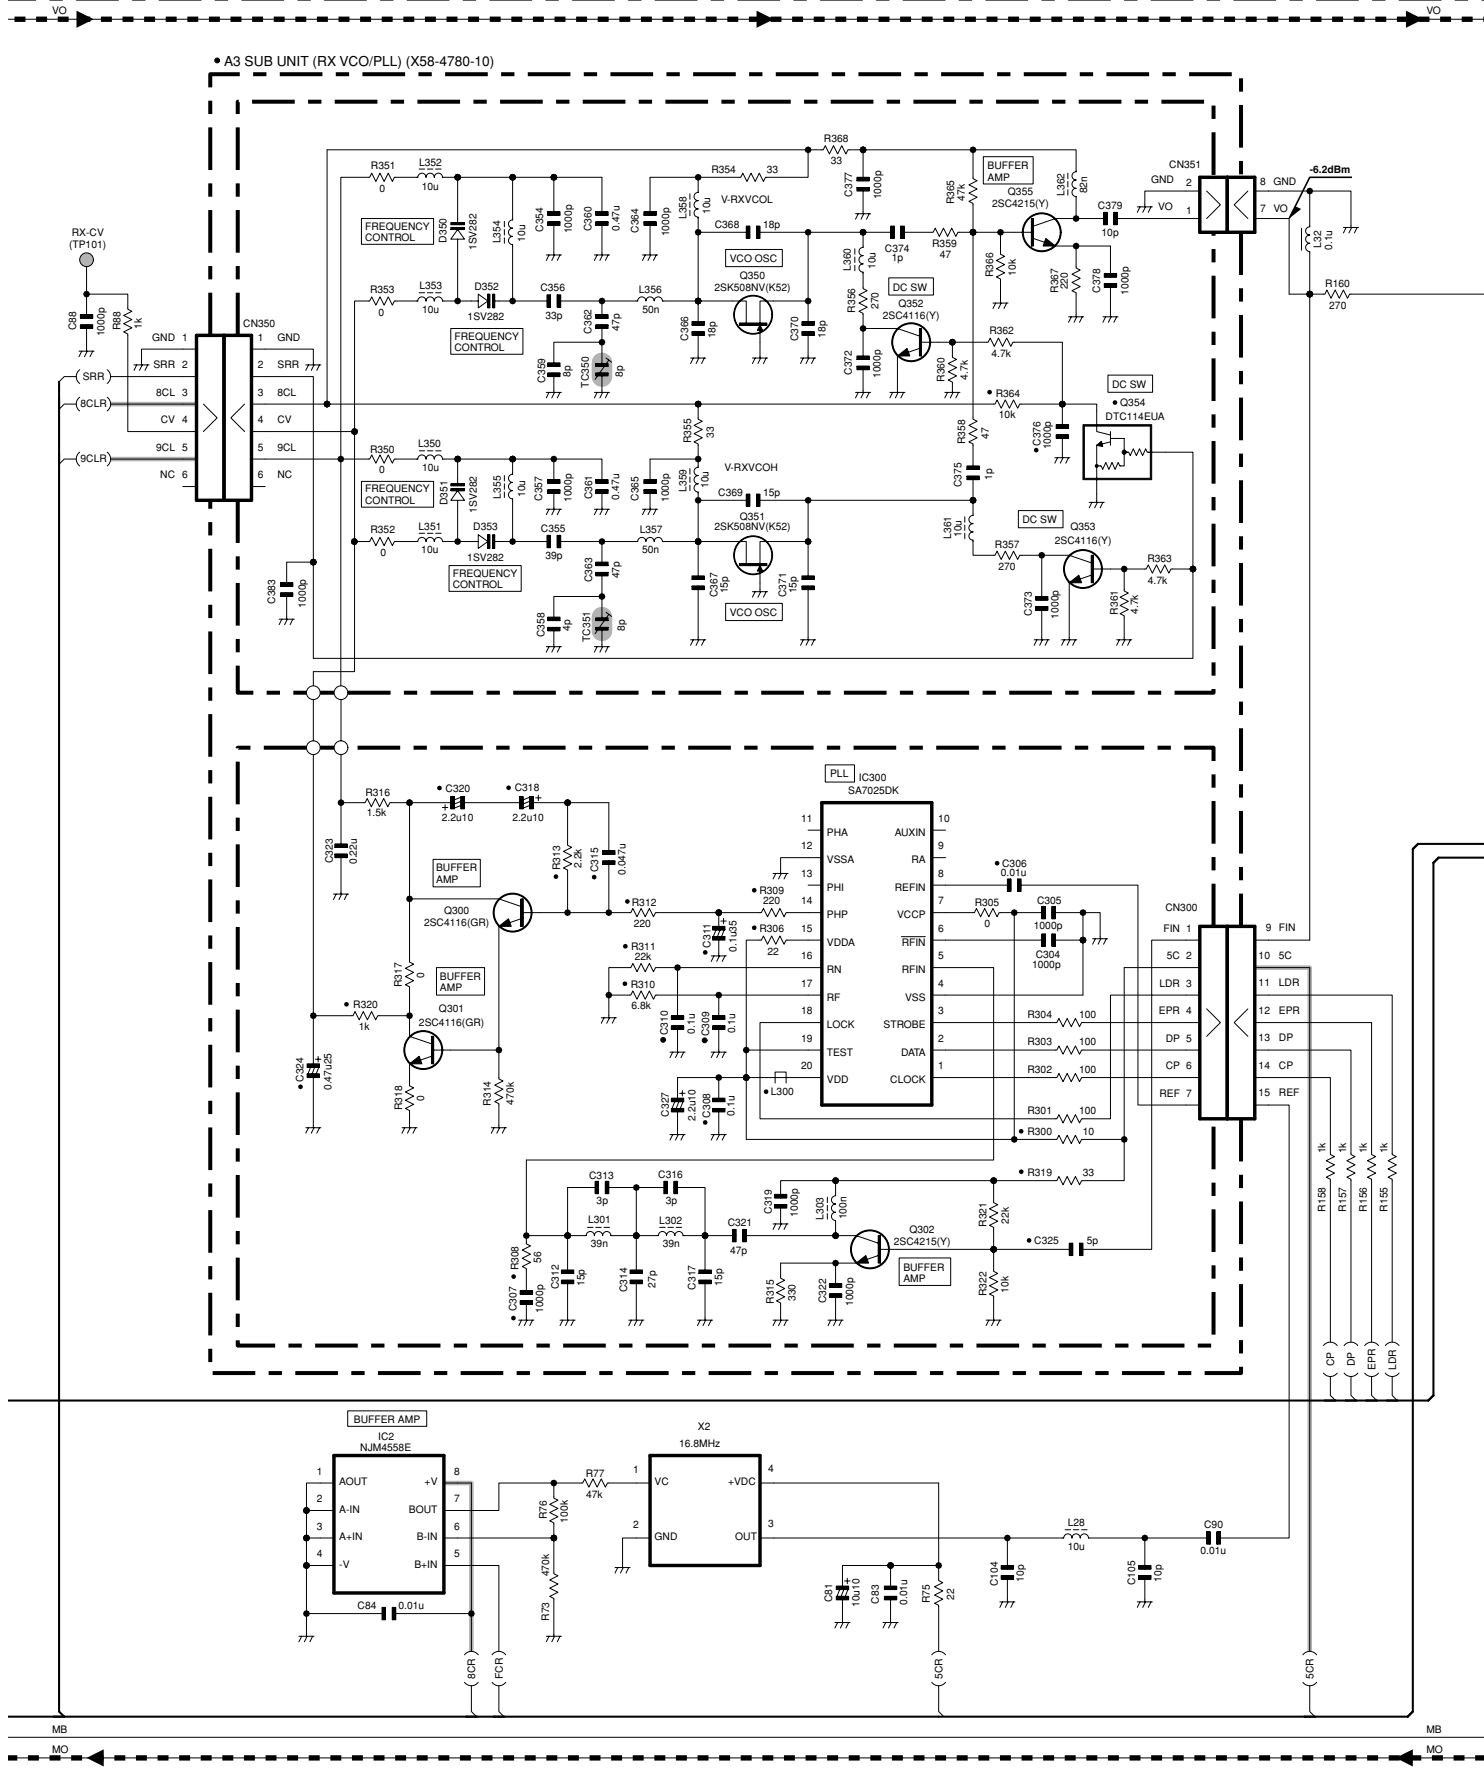 VO
VO
• A3 SUB UNIT (RX VCO/PLL) (X58-4780-10)
RX-CV
(TP101)
C88
1000p
R88
1k
CN350
GND 1
SRR 2
8CL 3
CV 4
9CL 5
NC 6
1 GND
2 SRR
3 8CL
4 CV
5 9CL
6 NC
SRR
8CLR
9CLR
R351
0
L352
10u
FREQUENCY
CONTROL
D350
1SV282
L354
10u
C354
1000p
C360
0.47u
C364
1000p
R354
33
L358
10u
V-RXVCOL
C368
18p
VCO OSC
Q350
2SK508NV(K52)
R368
33
C377
1000p
R365
47k
BUFFER
AMP
Q355
2SC4215(Y)
L362
82n
C379
10p
CN351
GND 2
VO 1
8 GND
7 VO
-6.2dBm
L32
0.1u
R160
270
R353
0
L353
10u
D352
1SV282
FREQUENCY
CONTROL
C356
33p
C362
47p
C359
8p
TC350
8p
L356
50n
C366
18p
C370
18p
L360
10u
C374
1p
R359
47
R366
10k
R367
220
C378
1000p
R356
270
DC SW
Q352
2SC4116(Y)
C372
1000p
R360
4.7k
R362
4.7k
• R364
10k
DC SW
• Q354
DTC114EUA
• C376
1000p
R355
33
R358
47
R350
0
L350
10u
FREQUENCY
CONTROL
D351
1SV282
L355
10u
C357
1000p
C361
0.47u
C365
1000p
L359
10u
V-RXVCOH
C369
15p
Q351
2SK508NV(K52)
VCO OSC
C375
1p
L361
10u
DC SW
Q353
2SC4116(Y)
R357
270
R363
4.7k
C373
1000p
R361
4.7k
R352
0
L351
10u
D353
1SV282
FREQUENCY
CONTROL
C355
39p
C363
47p
C358
4p
TC351
8p
L357
50n
C367
15p
C371
15p
C383
1000p
PLL
IC300
SA7025DK
11 PHA
12 VSSA
13 PHI
14 PHP
15 VDDA
16 RN
17 RF
18 LOCK
19 TEST
20 VDD
AUXIN 10
RA 9
REFIN 8
VCCP 7
RFIN 6
RFIN 5
VSS 4
STROBE 3
DATA 2
CLOCK 1
R316
1.5k
• C320
2.2u10
• C318
2.2u10
C323
0.22u
BUFFER
AMP
Q300
2SC4116(GR)
• R313
2.2k
• C315
0.047u
• R312
220
• R309
220
• C311
0.1u35
• R306
22
• R311
22k
• R310
6.8k
• C310
0.1u
• C309
0.1u
R317
0
BUFFER
AMP
Q301
2SC4116(GR)
• R320
1k
• C324
0.47u25
R318
0
R314
470k
C327
2.2u10
• C308
0.1u
• L300
• C306
0.01u
R305
0
C305
1000p
C304
1000p
R304 100
R303 100
R302 100
R301 100
• R300 10
• R319 33
CN300
FIN 1
5C 2
LDR 3
EPR 4
DP 5
CP 6
REF 7
9 FIN
10 5C
11 LDR
12 EPR
13 DP
14 CP
15 REF
C313
3p
C316
3p
L301
39n
L302
39n
C321
47p
• R308
56
• C307
1000p
C312
15p
C314
27p
C317
15p
C319
1000p
L303
100n
Q302
2SC4215(Y)
BUFFER
AMP
R315
330
C322
1000p
R321
22k
R322
10k
• C325
5p
R158 1k
R157 1k
R156 1k
R155 1k
CP
DP
EPR
LDR
BUFFER AMP
IC2
NJM4558E
1 AOUT
2 A-IN
3 A+IN
4 -V
+V 8
BOUT 7
B-IN 6
B+IN 5
C84
0.01u
R76
100k
R77
47k
470k
R73
X2
16.8MHz
1 VC
2 GND
+VDC 4
OUT 3
C81
10u10
C83
0.01u
R75
22
C104
10p
L28
10u
C105
10p
C90
0.01u
8CR
FCR
5CR
5CR
MB
MB
MO
MO